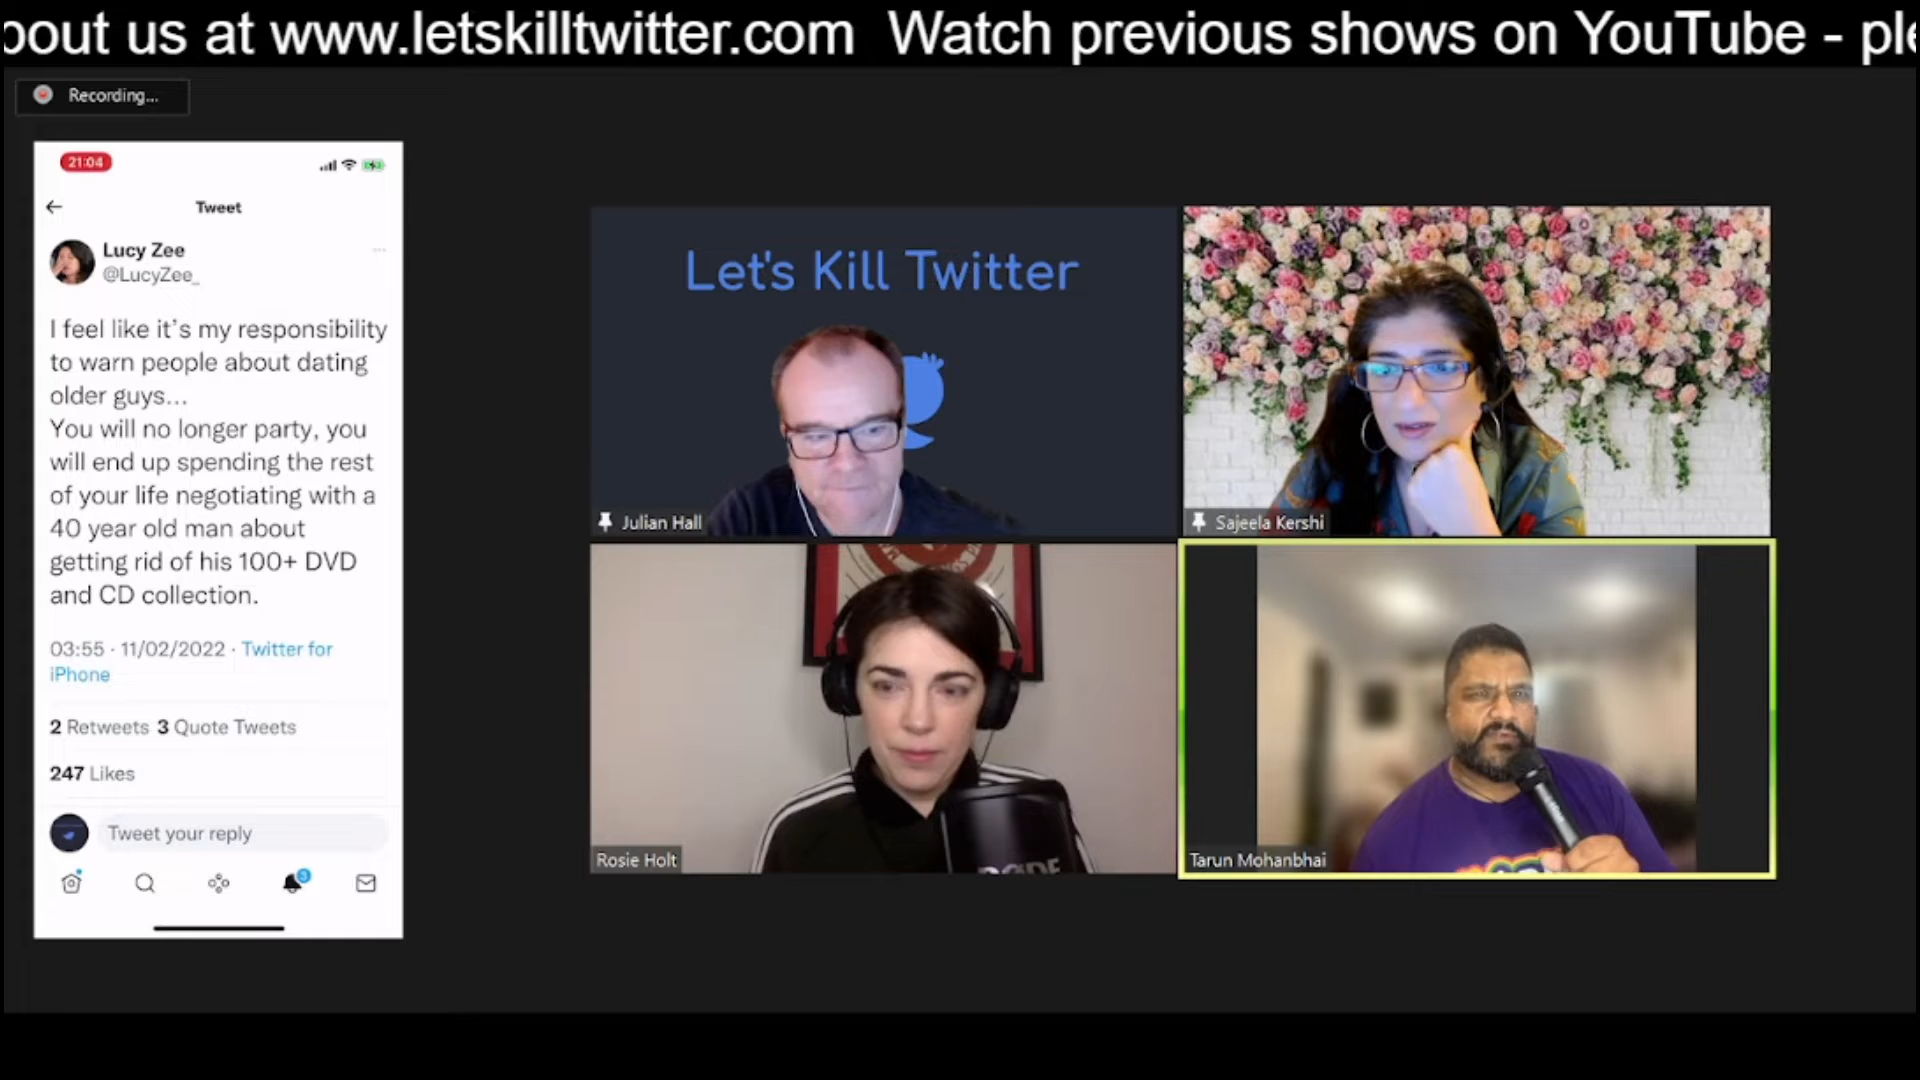 bout us at www.letskilltwitter.com Watch previous shows on YouTube - ple
Recording...
21:04
Tweet
Lucy Zee
@LucyZee_
I feel like it's my responsibility
to warn people about dating
older guys...
You will no longer party, you
will end up spending the rest
of your life negotiating with a
40 year old man about
getting rid of his 100+ DVD
and CD collection.
03:55 · 11/02/2022 · Twitter for
iPhone
2 Retweets 3 Quote Tweets
247 Likes
Tweet your reply
3
Let's Kill Twitter
Julian Hall
Sajeela Kershi
RØDE
Rosie Holt
Tarun Mohanbhai